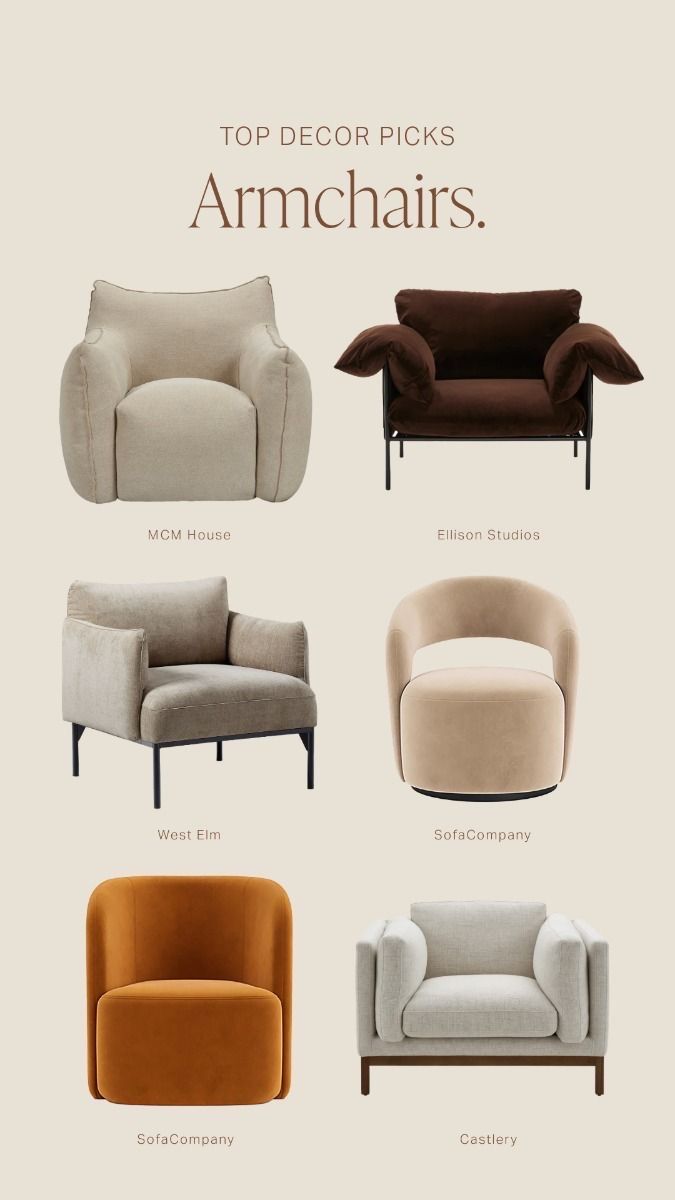 TOP DECOR PICKS
Armchairs.
MCM House
Ellison Studios
West Elm
SofaCompany
SofaCompany
Castlery